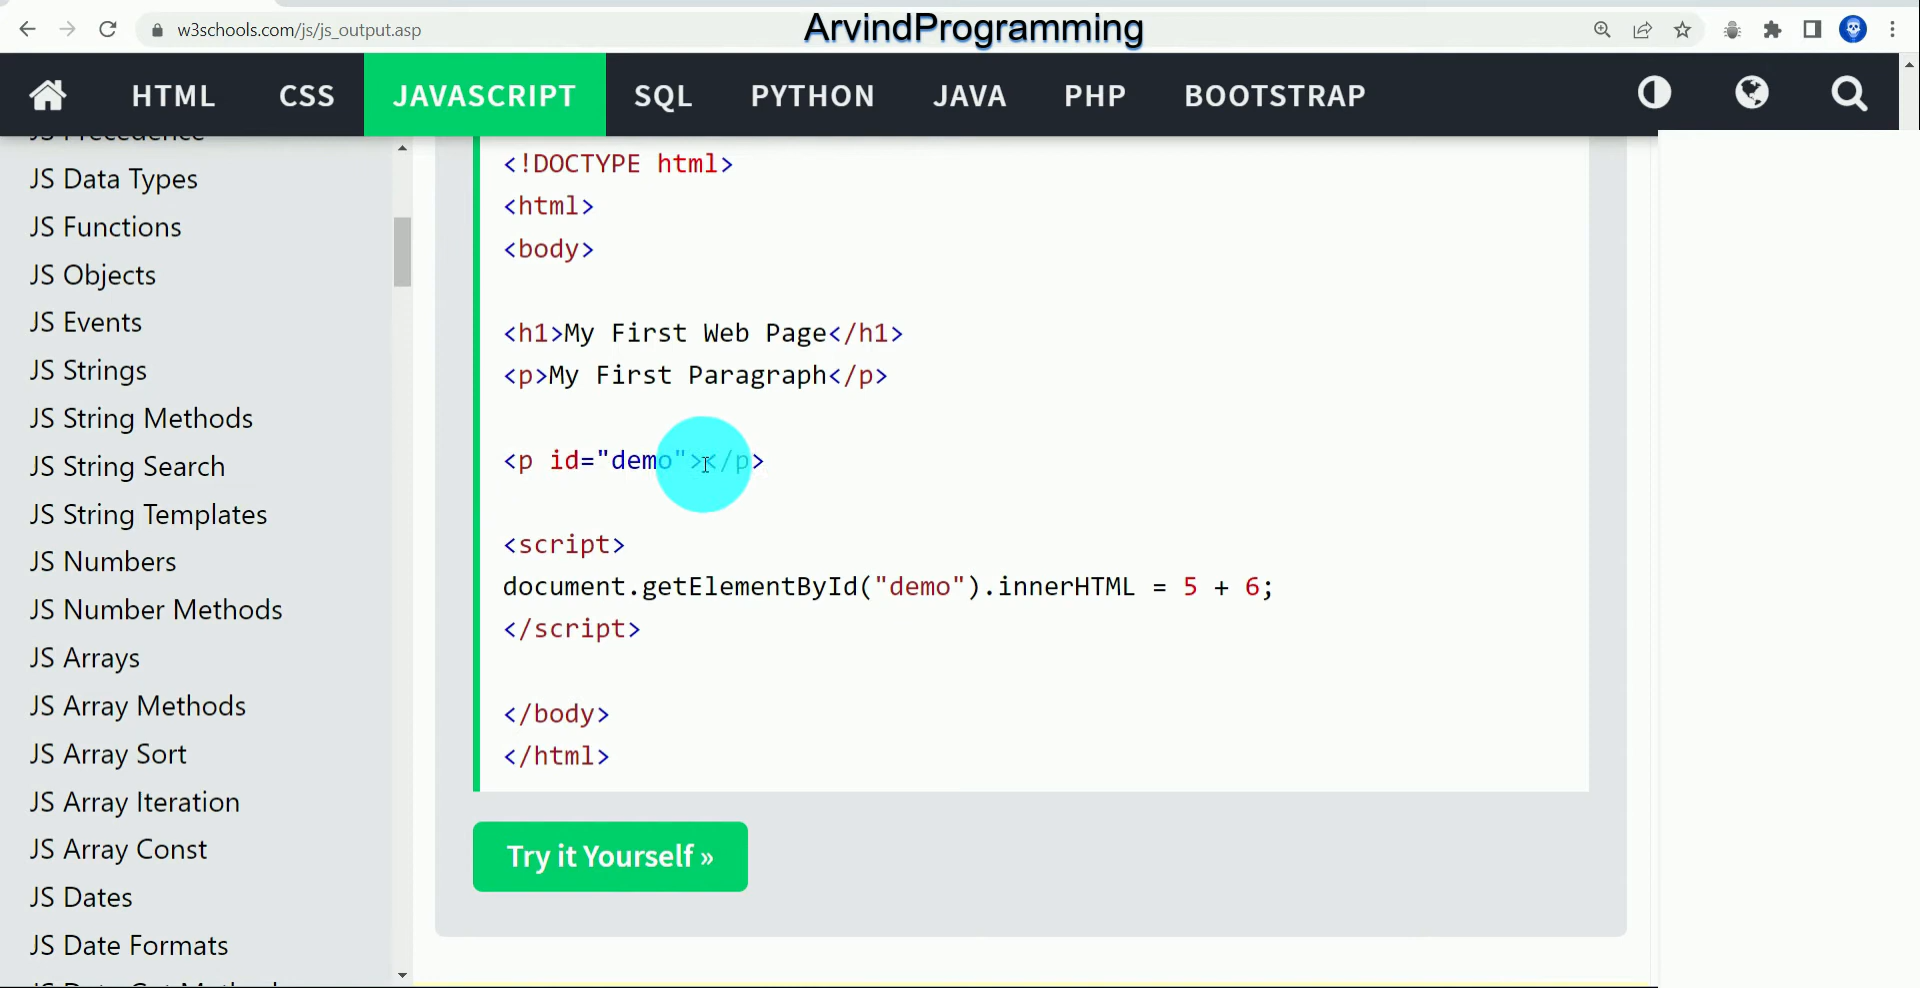 w3schools.com/js/js_output.asp
ArvindProgramming
HTML
CSS
JAVASCRIPT
SQL
PYTHON
JAVA
PHP
BOOTSTRAP
JS Precedence
JS Data Types
JS Functions
JS Objects
JS Events
JS Strings
JS String Methods
JS String Search
JS String Templates
JS Numbers
JS Number Methods
JS Arrays
JS Array Methods
JS Array Sort
JS Array Iteration
JS Array Const
JS Dates
JS Date Formats
<!DOCTYPE html>
<html>
<body>
<h1>My First Web Page</h1>
<p>My First Paragraph</p>
<p id="demo"></p>
<script>
document.getElementById("demo").innerHTML = 5 + 6;
</script>
</body>
</html>
Try it Yourself »